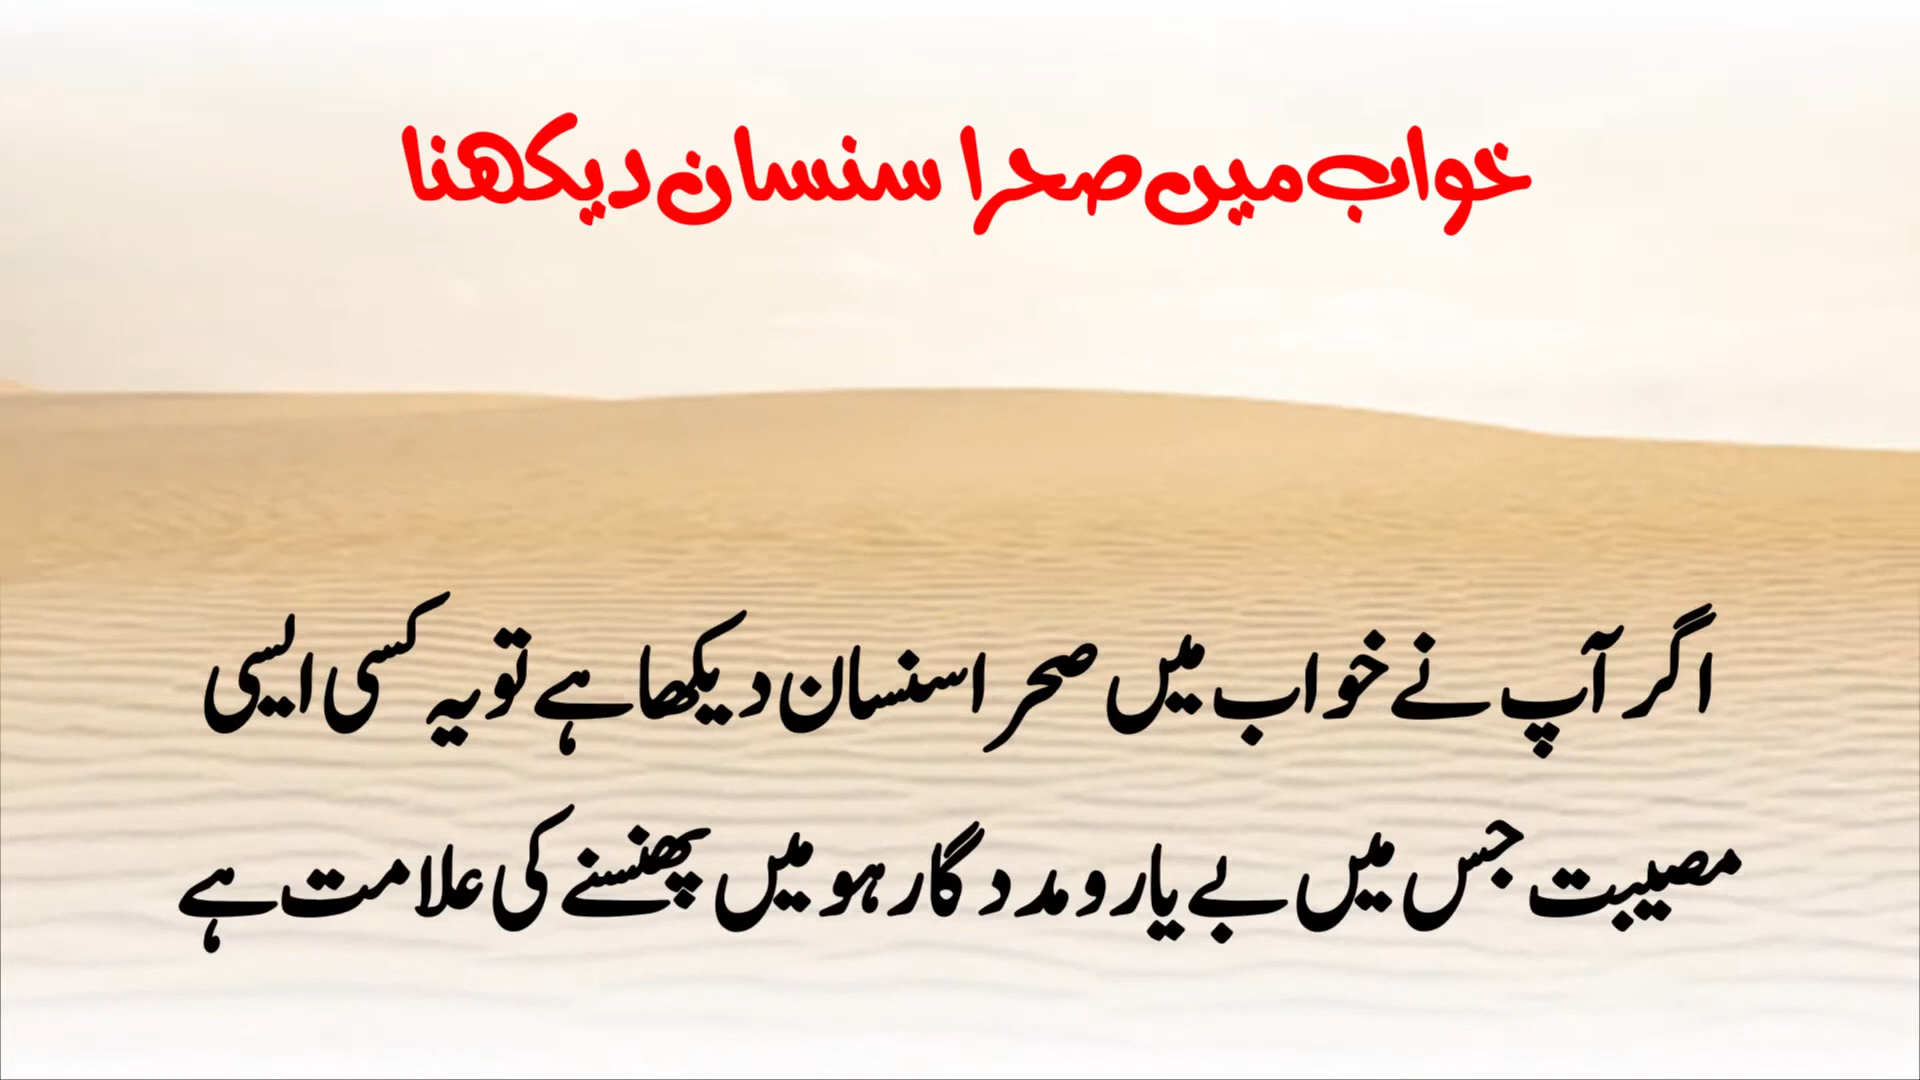 خواب میں صحرا سنسان دیکھنا
اگر آپ نے خواب میں صحرا سنسان دیکھا ہے تو یہ کسی ایسی
مصیبت جس میں بے یار و مددگار ہو میں پھنسنے کی علامت ہے